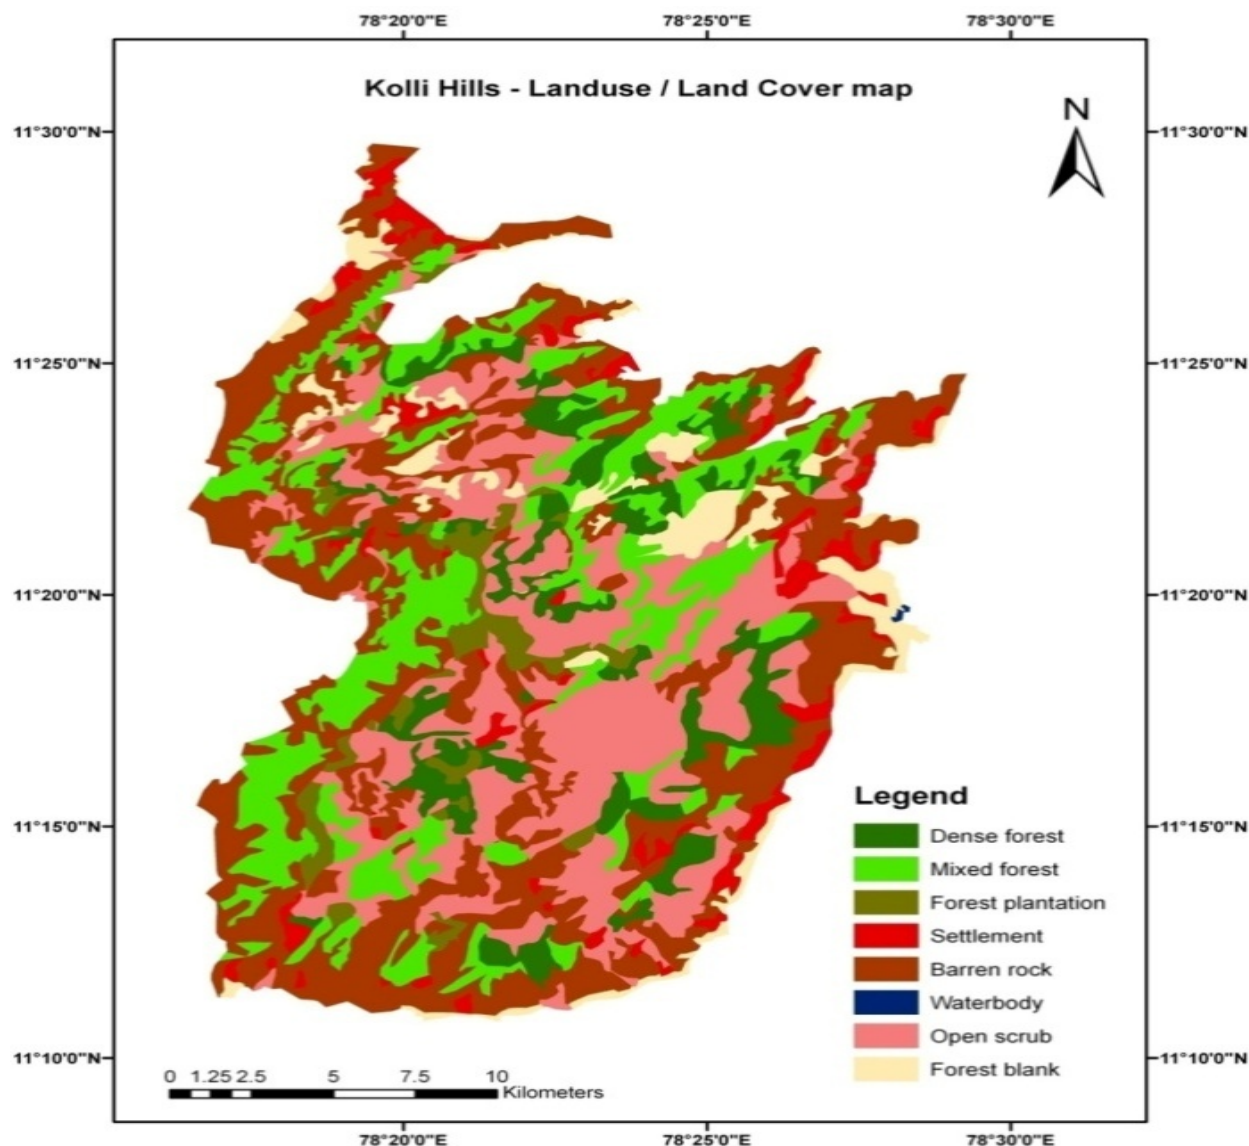 78°20'0"E 78°25'0"E 78°30'0"E
Kolli Hills - Landuse / Land Cover map
N
11°30'0"N 11°30'0"N
11°25'0"N 11°25'0"N
11°20'0"N 11°20'0"N
11°15'0"N 11°15'0"N
11°10'0"N 11°10'0"N
Legend
Dense forest
Mixed forest
Forest plantation
Settlement
Barren rock
Waterbody
Open scrub
Forest blank
0 1.25 2.5 5 7.5 10
Kilometers
78°20'0"E 78°25'0"E 78°30'0"E